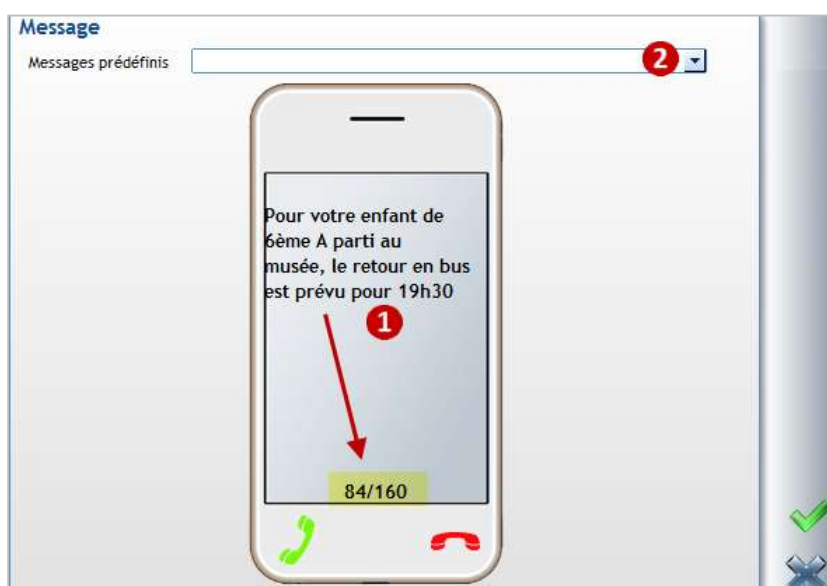 Message
Messages prédéfinis
2
Pour votre enfant de
6ème A parti au
musée, le retour en bus
est prévu pour 19h30
1
84/160